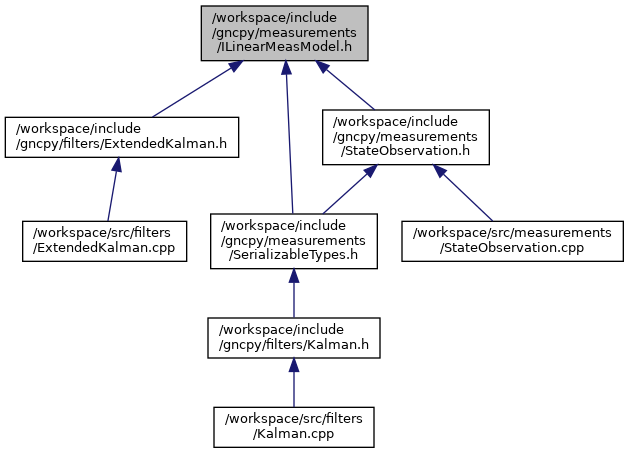 /workspace/include
/gncpy/measurements
/ILinearMeasModel.h
/workspace/include
/gncpy/filters/ExtendedKalman.h
/workspace/include
/gncpy/measurements
/StateObservation.h
/workspace/src/filters
/ExtendedKalman.cpp
/workspace/include
/gncpy/measurements
/SerializableTypes.h
/workspace/src/measurements
/StateObservation.cpp
/workspace/include
/gncpy/filters/Kalman.h
/workspace/src/filters
/Kalman.cpp